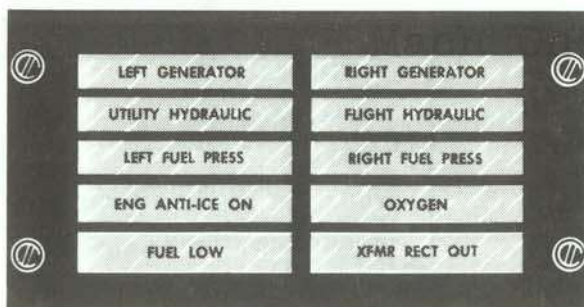 LEFT GENERATOR RIGHT GENERATOR
UTILITY HYDRAULIC FLIGHT HYDRAULIC
LEFT FUEL PRESS RIGHT FUEL PRESS
ENG ANTI-ICE ON OXYGEN
FUEL LOW XFMR RECT OUT